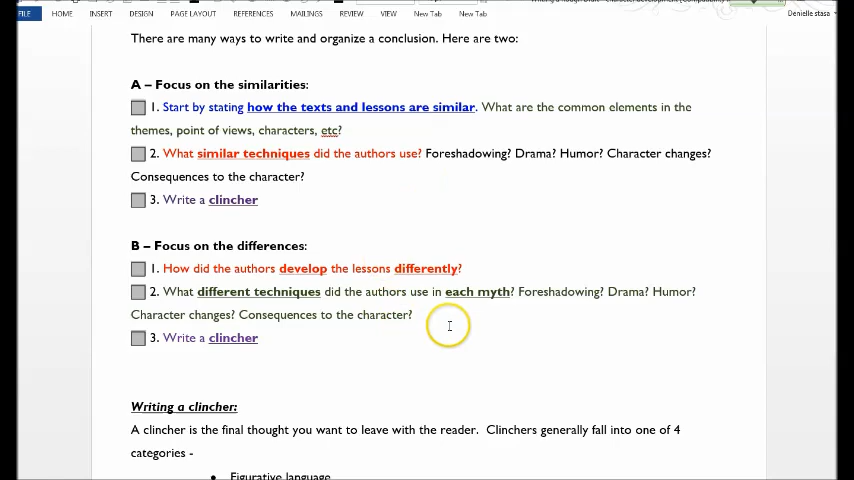 FILE HOME INSERT DESIGN PAGE LAYOUT REFERENCES MAILINGS REVIEW VIEW New Tab New Tab Denielle stasa
There are many ways to write and organize a conclusion. Here are two:
A – Focus on the similarities:
1. Start by stating how the texts and lessons are similar. What are the common elements in the
themes, point of views, characters, etc?
2. What similar techniques did the authors use? Foreshadowing? Drama? Humor? Character changes?
Consequences to the character?
3. Write a clincher
B – Focus on the differences:
1. How did the authors develop the lessons differently?
2. What different techniques did the authors use in each myth? Foreshadowing? Drama? Humor?
Character changes? Consequences to the character?
3. Write a clincher
Writing a clincher:
A clincher is the final thought you want to leave with the reader. Clinchers generally fall into one of 4
categories -
• Figurative language